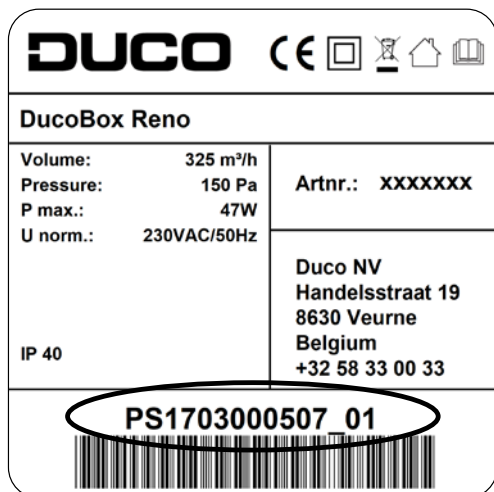 DUCO CE
DucoBox Reno
Volume: 325 m³/h
Pressure: 150 Pa
P max.: 47W
U norm.: 230VAC/50Hz
IP 40
Artnr.: XXXXXXX
Duco NV
Handelsstraat 19
8630 Veurne
Belgium
+32 58 33 00 33
PS1703000507_01